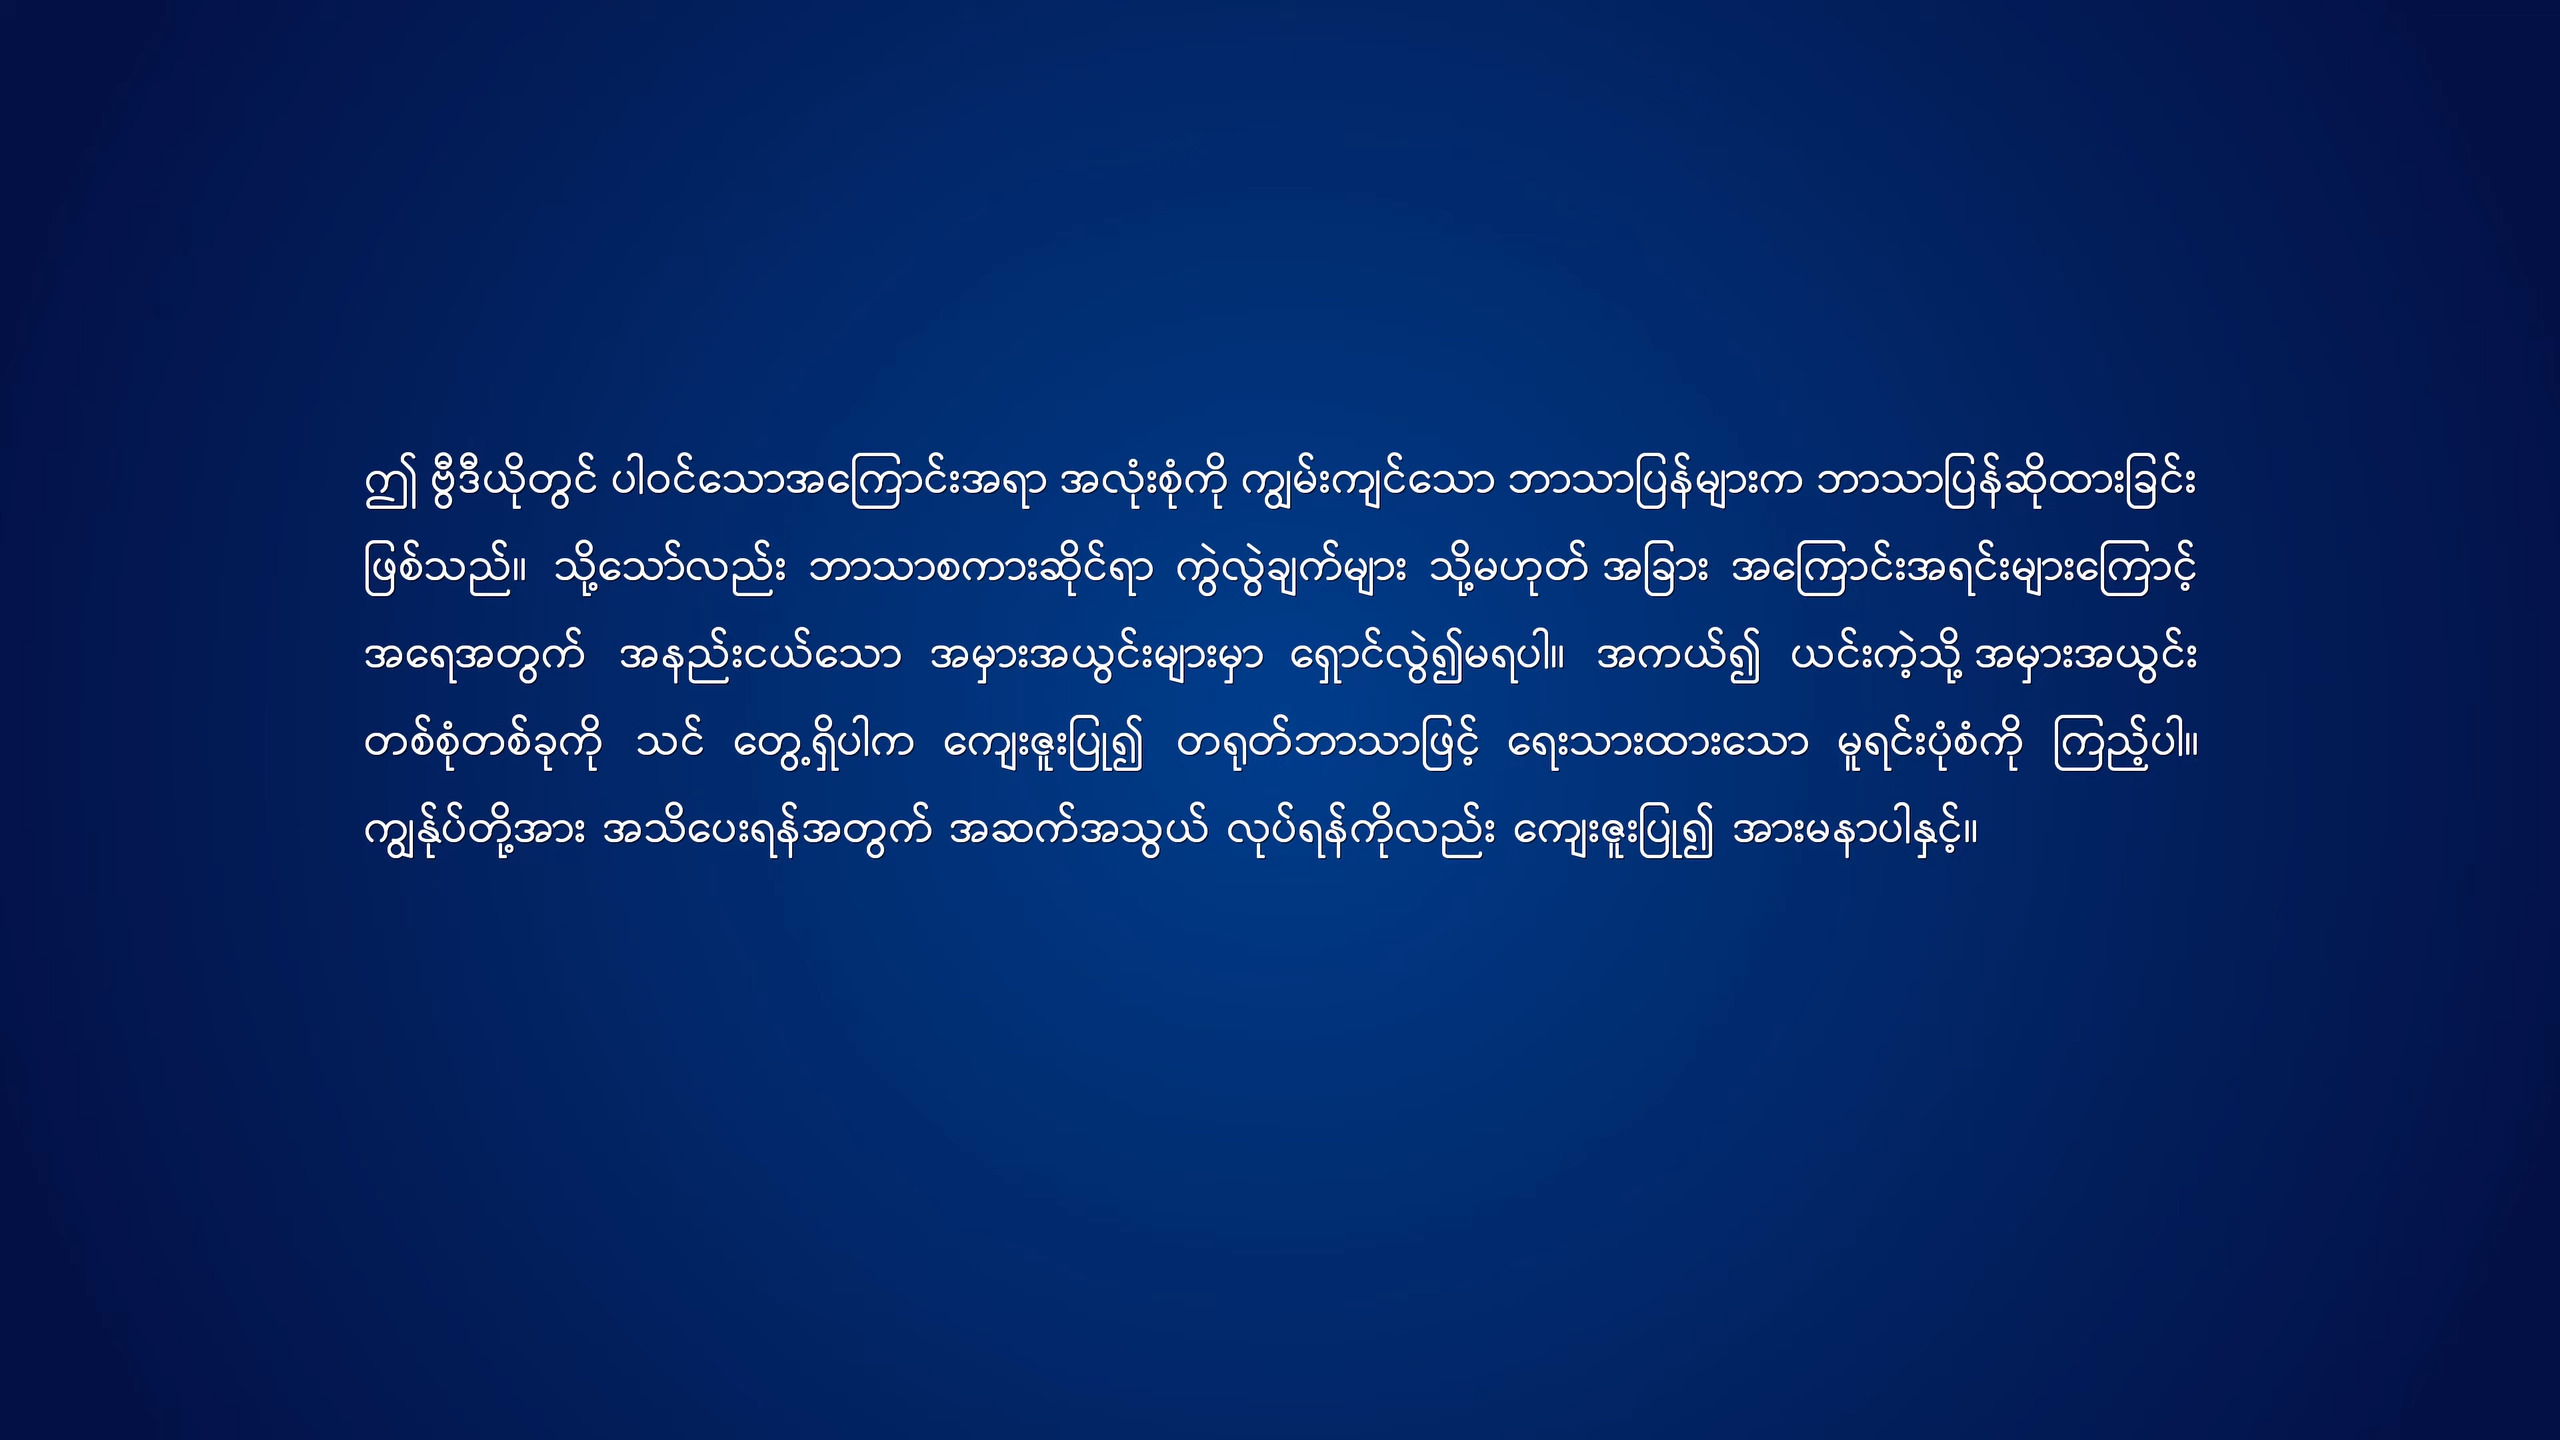 ဤ ဗွီဒီယိုတွင် ပါဝင်သောအကြောင်းအရာ အလုံးစုံကို ကျွမ်းကျင်သော ဘာသာပြန်များက ဘာသာပြန်ဆိုထားခြင်း
ဖြစ်သည်။ သို့သော်လည်း ဘာသာစကားဆိုင်ရာ ကွဲလွဲချက်များ သို့မဟုတ် အခြား အကြောင်းအရင်းများကြောင့်
အရေအတွက် အနည်းငယ်သော အမှားအယွင်းများမှာ ရှောင်လွဲ၍မရပါ။ အကယ်၍ ယင်းကဲ့သို့ အမှားအယွင်း
တစ်စုံတစ်ခုကို သင် တွေ့ရှိပါက ကျေးဇူးပြု၍ တရုတ်ဘာသာဖြင့် ရေးသားထားသော မူရင်းပုံစံကို ကြည့်ပါ။
ကျွန်ုပ်တို့အား အသိပေးရန်အတွက် အဆက်အသွယ် လုပ်ရန်ကိုလည်း ကျေးဇူးပြု၍ အားမနာပါနှင့်။